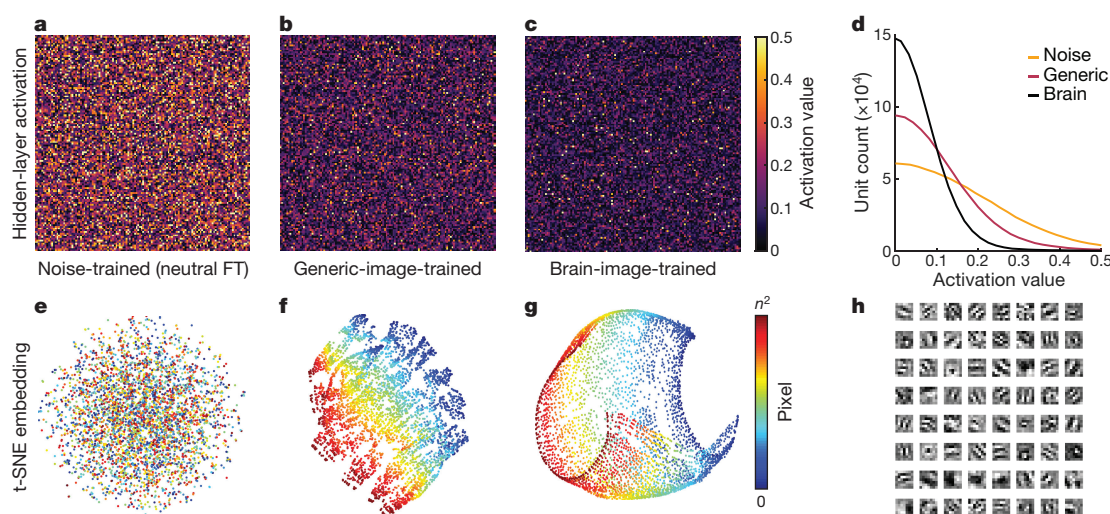 a
b
c
d
Hidden-layer activation
0.5
0.4
0.3
0.2
0.1
0
Activation value
Noise-trained (neutral FT)
Generic-image-trained
Brain-image-trained
15
10
5
0
Unit count (×10⁴)
Noise
Generic
Brain
0
0.1
0.2
0.3
0.4
0.5
Activation value
e
f
g
h
t-SNE embedding
n²
Pixel
0